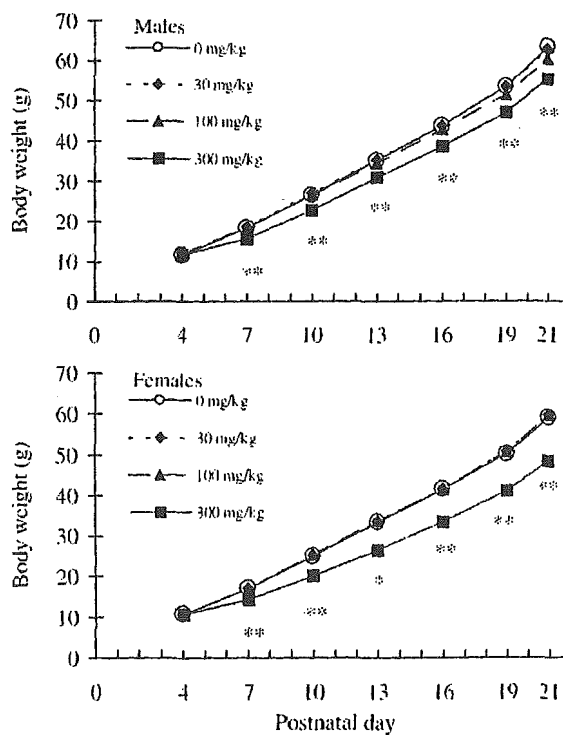 Males
0 mg/kg
30 mg/kg
100 mg/kg
300 mg/kg
Body weight (g)
70
60
50
40
30
20
10
0
** ** ** ** ** **
0 4 7 10 13 16 19 21
Females
0 mg/kg
30 mg/kg
100 mg/kg
300 mg/kg
Body weight (g)
70
60
50
40
30
20
10
0
** ** * ** ** **
0 4 7 10 13 16 19 21
Postnatal day